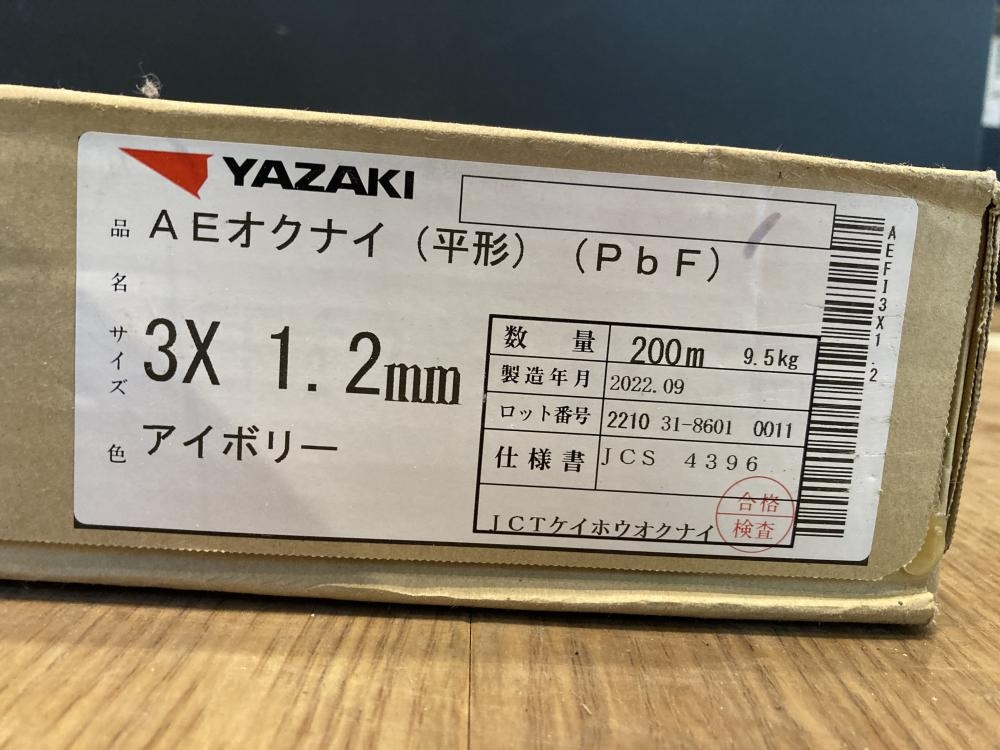 YAZAKI
品名 AEオクナイ（平形）（PbF）
サイズ 3X 1.2mm
色 アイボリー
数量 200m 9.5kg
製造年月 2022.09
ロット番号 2210 31-8601 0011
仕様書 JCS 4396
JCTケイホウオクナイ
合格
検査
AEFI3X1.2